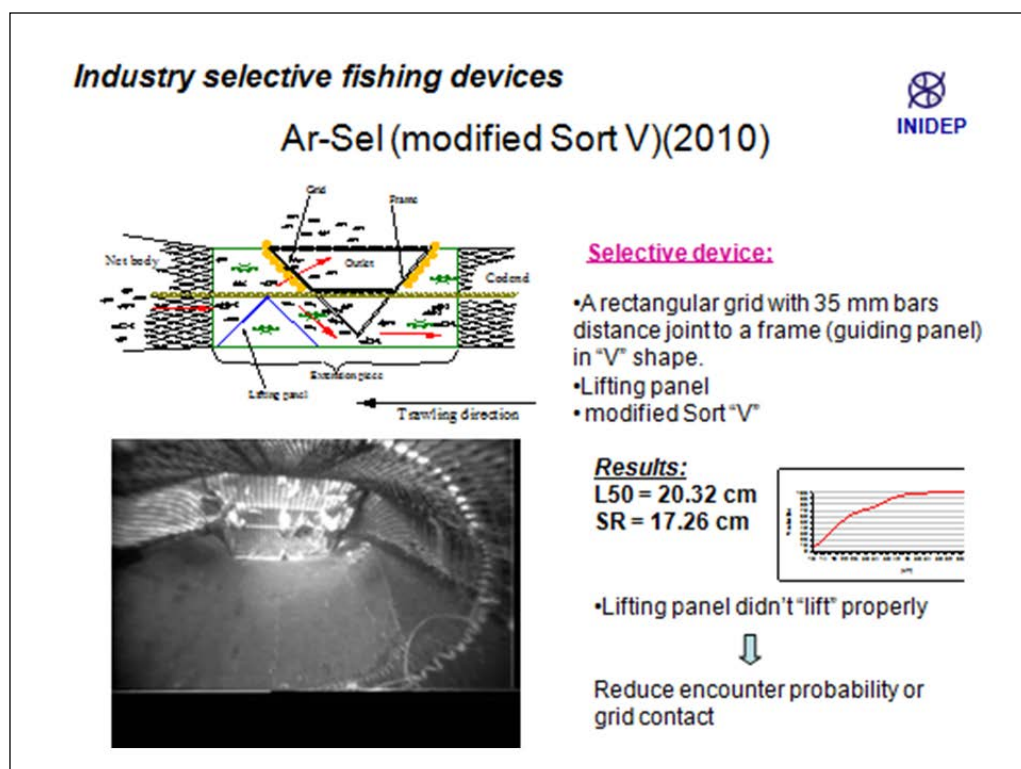 Industry selective fishing devices
INIDEP
Ar-Sel (modified Sort V)(2010)
Grid
Frame
Net body
Outlet
Codend
Extension piece
Lifting panel
Trawling direction
Selective device:
•A rectangular grid with 35 mm bars
distance joint to a frame (guiding panel)
in “V” shape.
•Lifting panel
• modified Sort “V”
Results:
L50 = 20.32 cm
SR = 17.26 cm
•Lifting panel didn’t “lift” properly
Reduce encounter probability or
grid contact